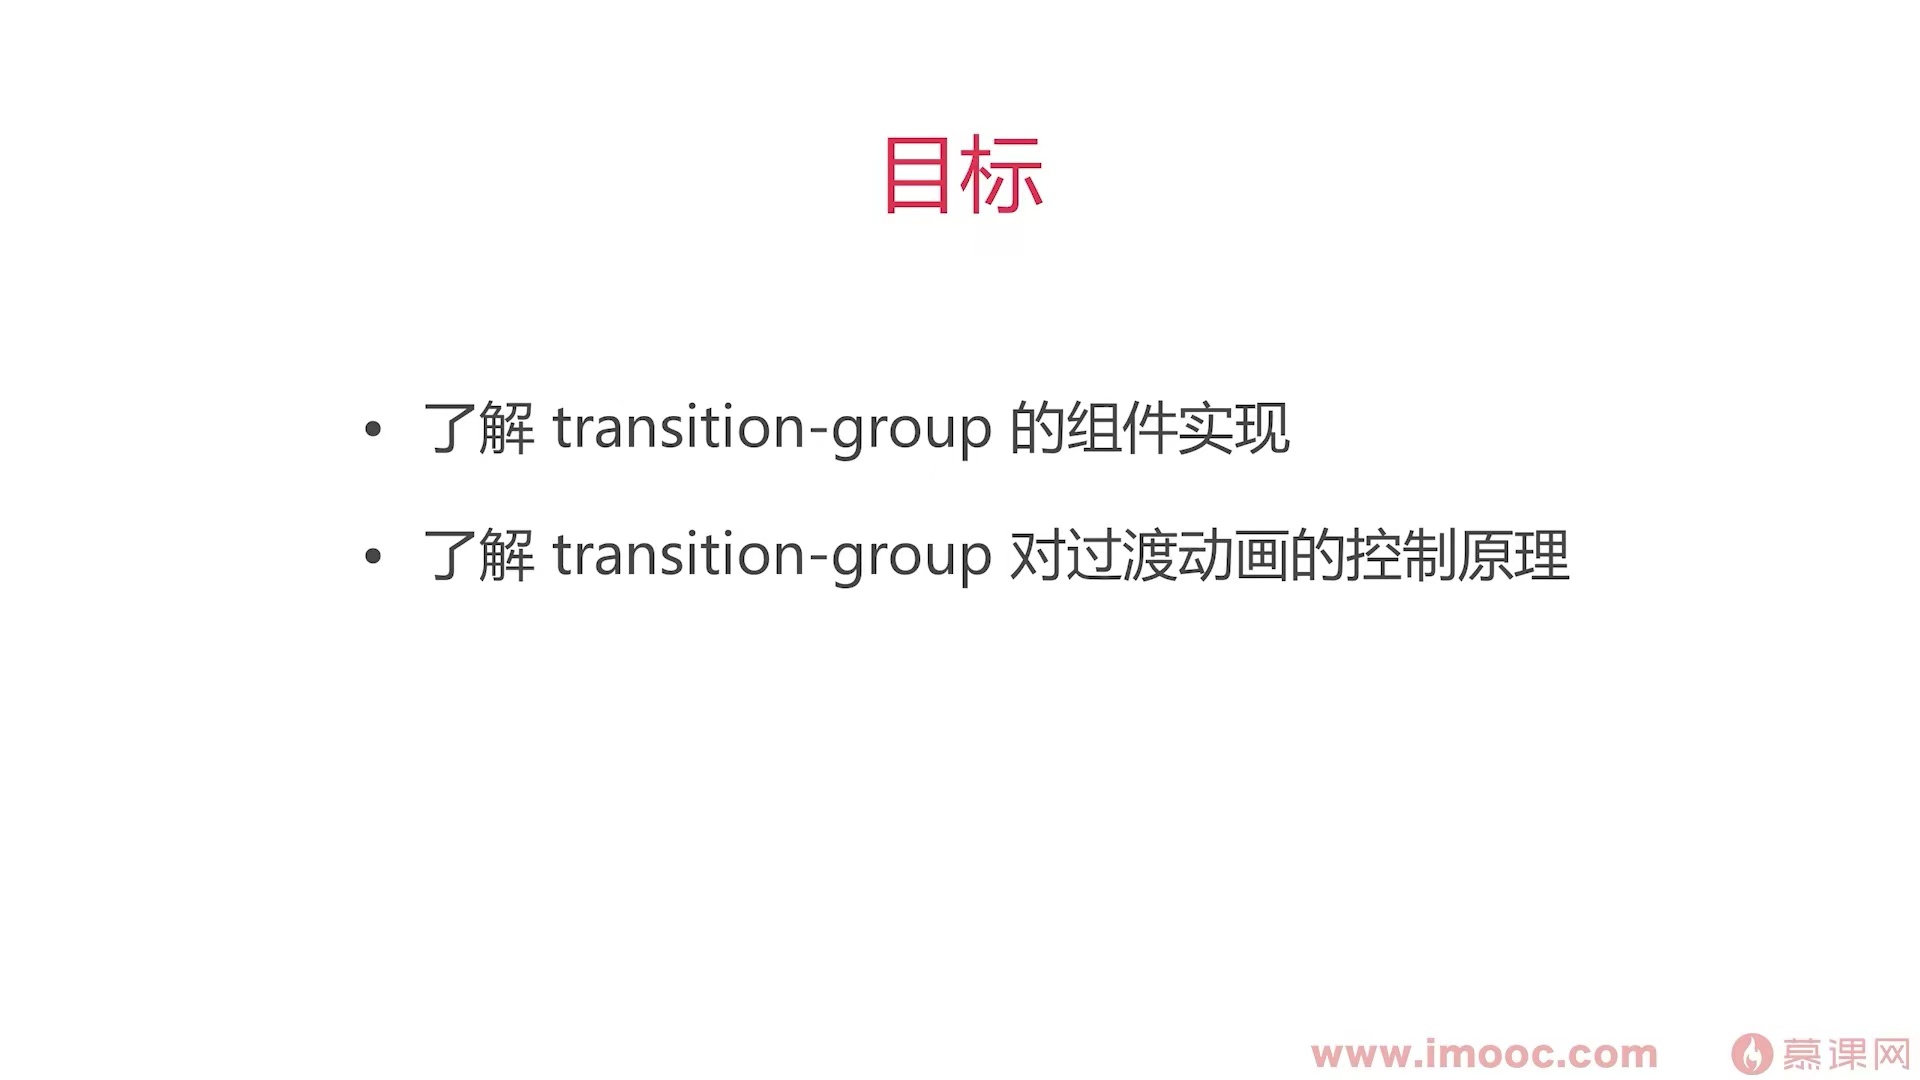 目标
• 了解 transition-group 的组件实现
• 了解 transition-group 对过渡动画的控制原理
www.imooc.com 慕课网